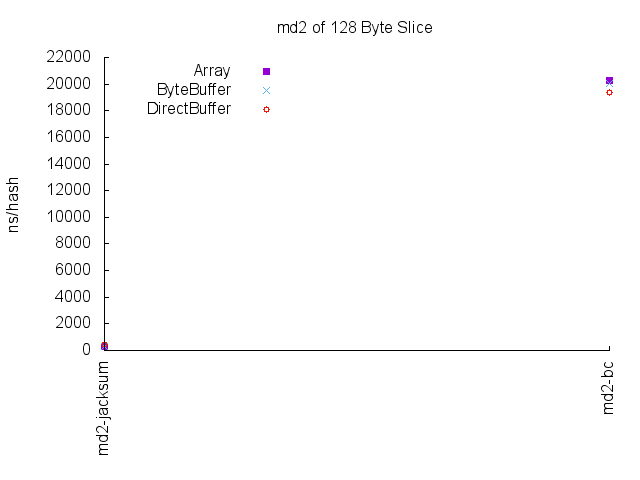 md2 of 128 Byte Slice
22000
20000
18000
16000
14000
12000
10000
8000
6000
4000
2000
0
ns/hash
Array
ByteBuffer
DirectBuffer
md2-jacksum
md2-bc